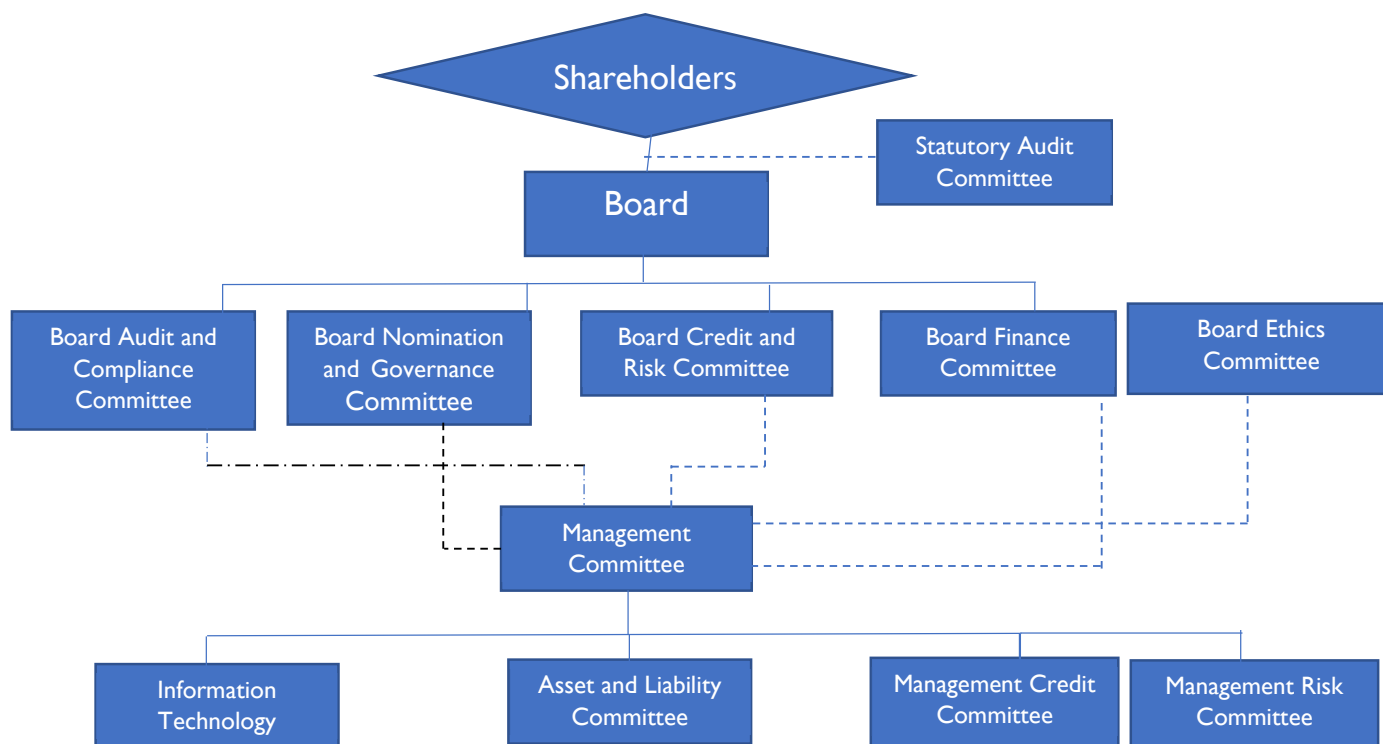 Shareholders
Statutory Audit
Committee
Board
Board Audit and
Compliance
Committee
Board Nomination
and Governance
Committee
Board Credit and
Risk Committee
Board Finance
Committee
Board Ethics
Committee
Management
Committee
Information
Technology
Asset and Liability
Committee
Management Credit
Committee
Management Risk
Committee